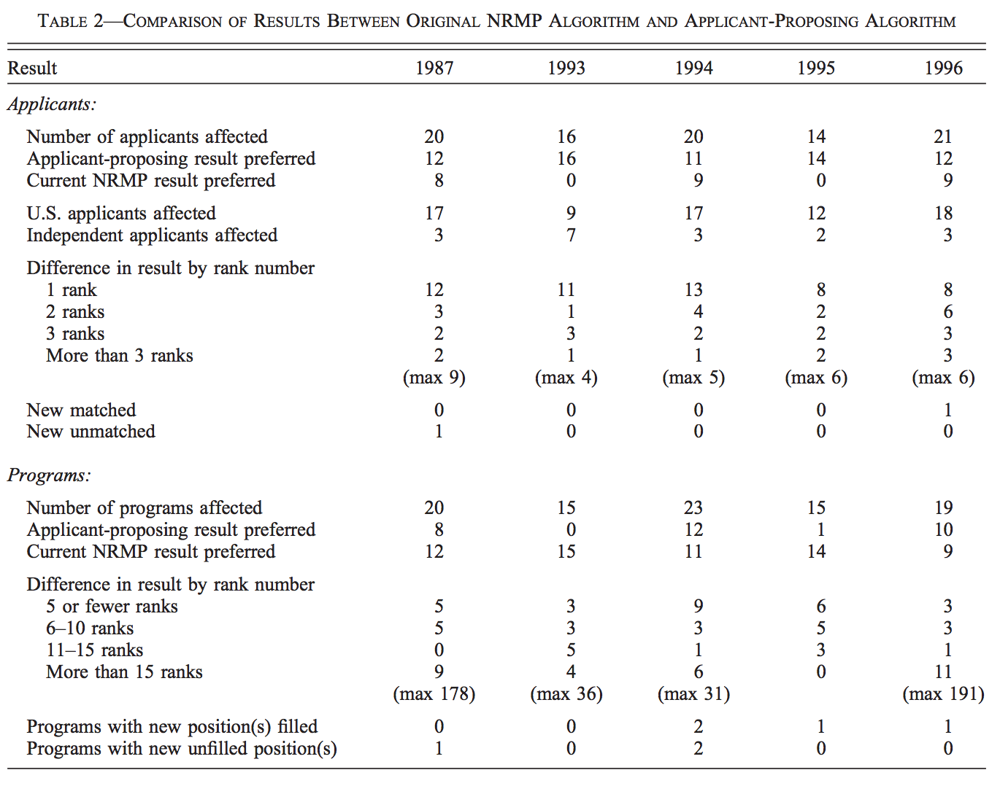 TABLE 2—COMPARISON OF RESULTS BETWEEN ORIGINAL NRMP ALGORITHM AND APPLICANT-PROPOSING ALGORITHM
Result 1987 1993 1994 1995 1996
Applicants:
Number of applicants affected 20 16 20 14 21
Applicant-proposing result preferred 12 16 11 14 12
Current NRMP result preferred 8 0 9 0 9
U.S. applicants affected 17 9 17 12 18
Independent applicants affected 3 7 3 2 3
Difference in result by rank number
1 rank 12 11 13 8 8
2 ranks 3 1 4 2 6
3 ranks 2 3 2 2 3
More than 3 ranks 2 1 1 2 3
(max 9) (max 4) (max 5) (max 6) (max 6)
New matched 0 0 0 0 1
New unmatched 1 0 0 0 0
Programs:
Number of programs affected 20 15 23 15 19
Applicant-proposing result preferred 8 0 12 1 10
Current NRMP result preferred 12 15 11 14 9
Difference in result by rank number
5 or fewer ranks 5 3 9 6 3
6–10 ranks 5 3 3 5 3
11–15 ranks 0 5 1 3 1
More than 15 ranks 9 4 6 0 11
(max 178) (max 36) (max 31) (max 191)
Programs with new position(s) filled 0 0 2 1 1
Programs with new unfilled position(s) 1 0 2 0 0